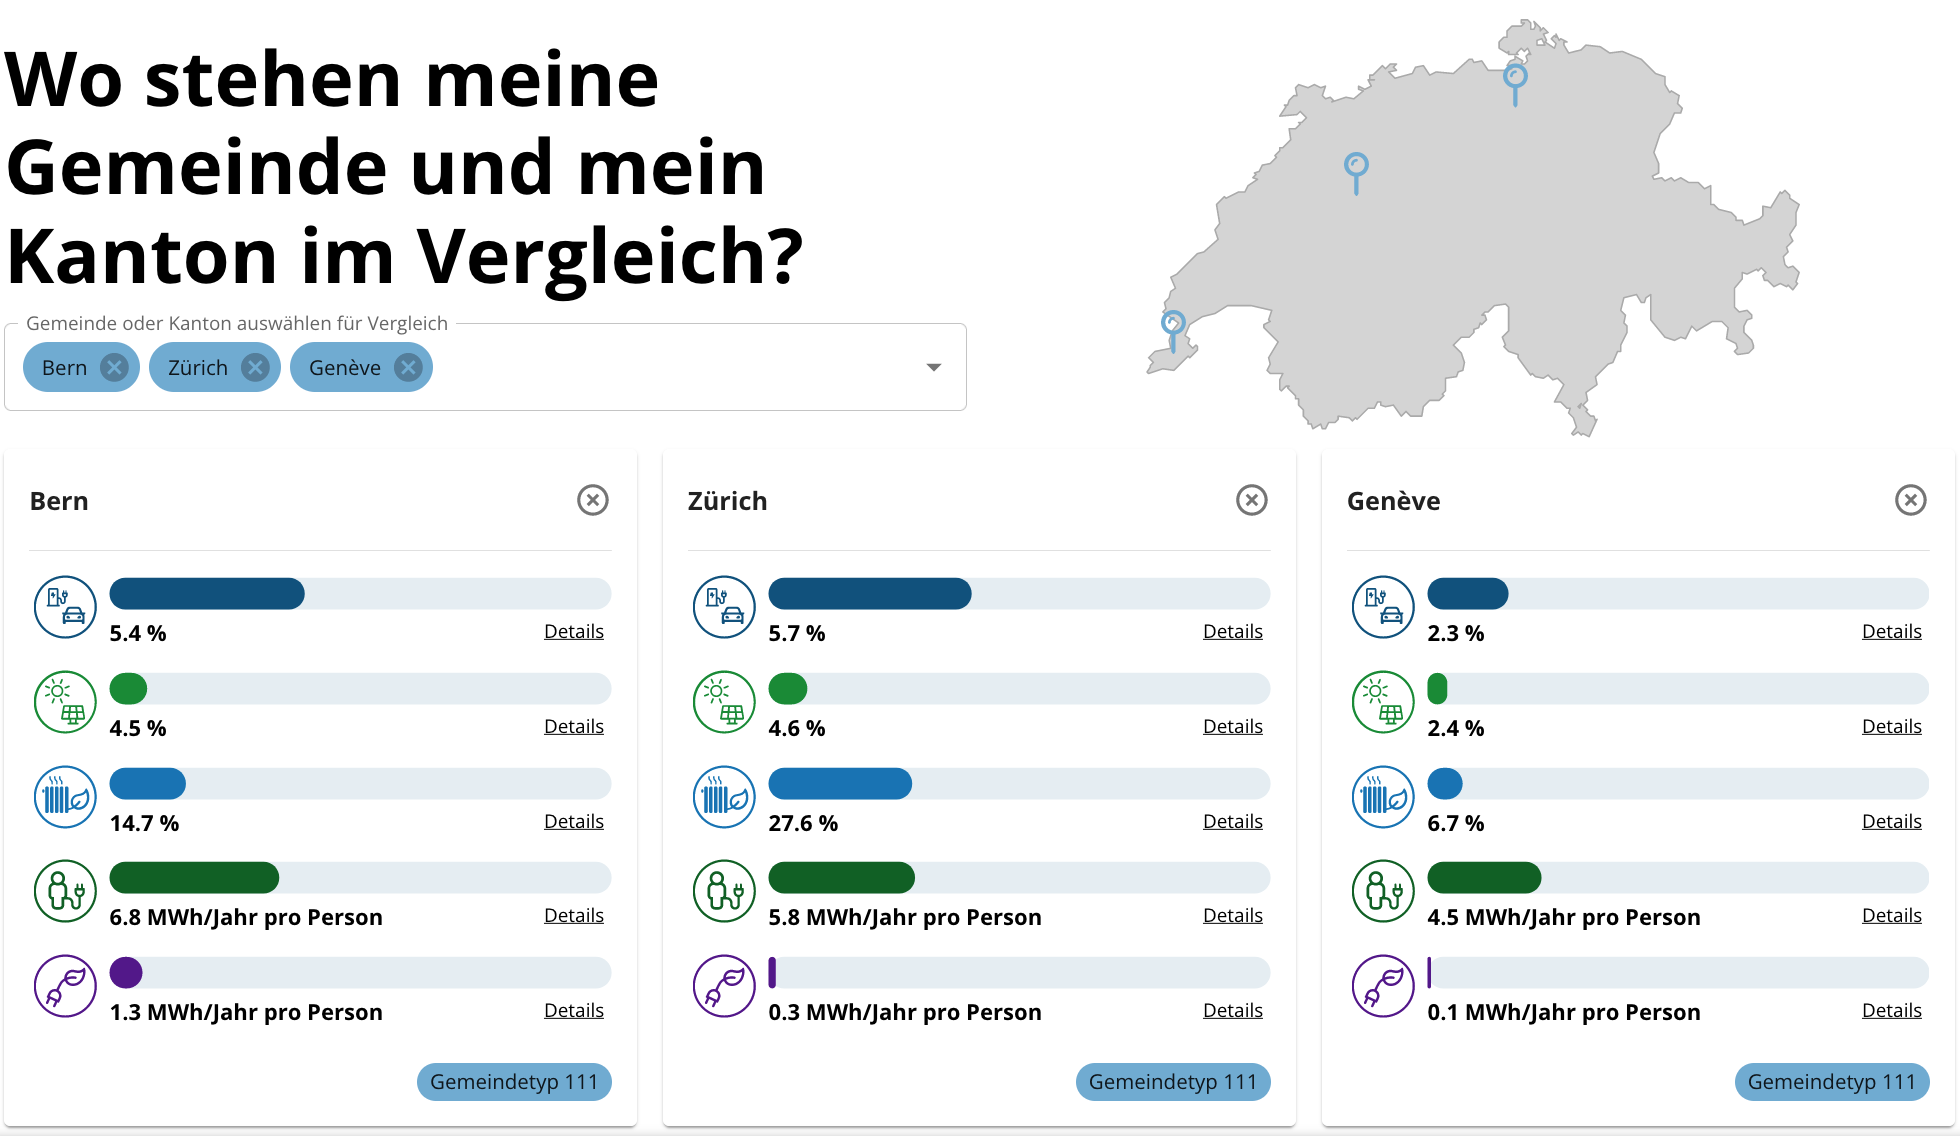 Wo stehen meine
Gemeinde und mein
Kanton im Vergleich?
Gemeinde oder Kanton auswählen für Vergleich
Bern Zürich Genève
Bern
5.4 % Details
4.5 % Details
14.7 % Details
6.8 MWh/Jahr pro Person Details
1.3 MWh/Jahr pro Person Details
Gemeindetyp 111
Zürich
5.7 % Details
4.6 % Details
27.6 % Details
5.8 MWh/Jahr pro Person Details
0.3 MWh/Jahr pro Person Details
Gemeindetyp 111
Genève
2.3 % Details
2.4 % Details
6.7 % Details
4.5 MWh/Jahr pro Person Details
0.1 MWh/Jahr pro Person Details
Gemeindetyp 111